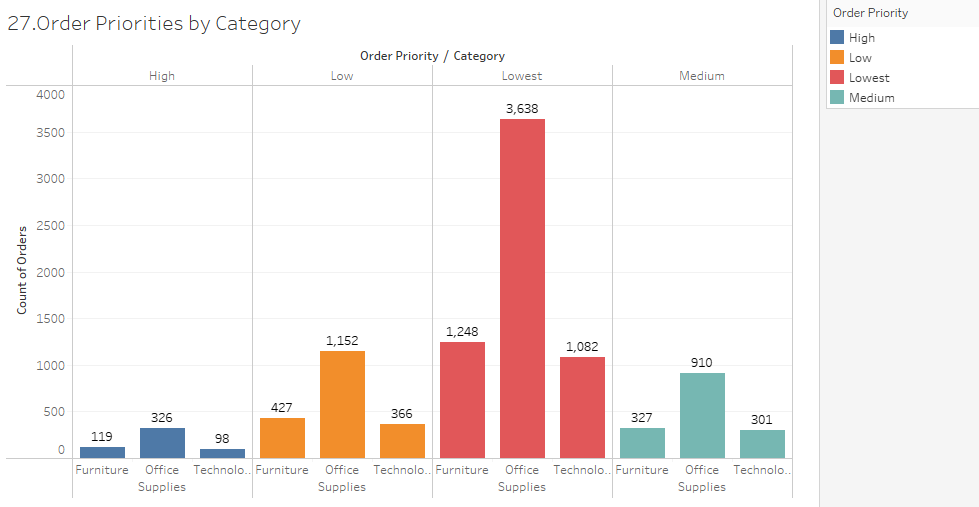 27.Order Priorities by Category
Order Priority / Category
High Low Lowest Medium
Count of Orders
4000
3500
3000
2500
2000
1500
1000
500
0
119 326 98
427 1,152 366
1,248 3,638 1,082
327 910 301
Furniture Office Supplies Technolo..
Furniture Office Supplies Technolo..
Furniture Office Supplies Technolo..
Furniture Office Supplies Technolo..
Order Priority
High
Low
Lowest
Medium